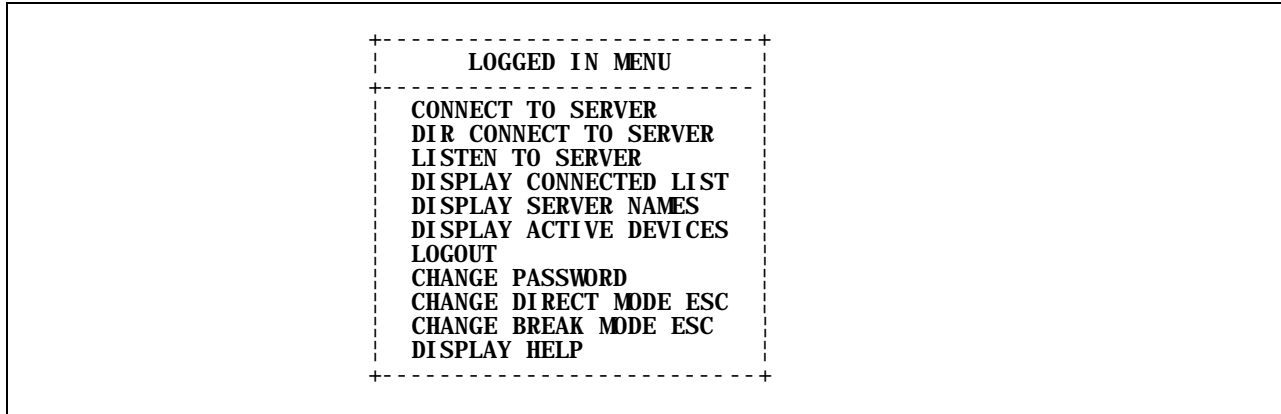 LOGGED IN MENU
CONNECT TO SERVER
DIR CONNECT TO SERVER
LISTEN TO SERVER
DISPLAY CONNECTED LIST
DISPLAY SERVER NAMES
DISPLAY ACTIVE DEVICES
LOGOUT
CHANGE PASSWORD
CHANGE DIRECT MODE ESC
CHANGE BREAK MODE ESC
DISPLAY HELP